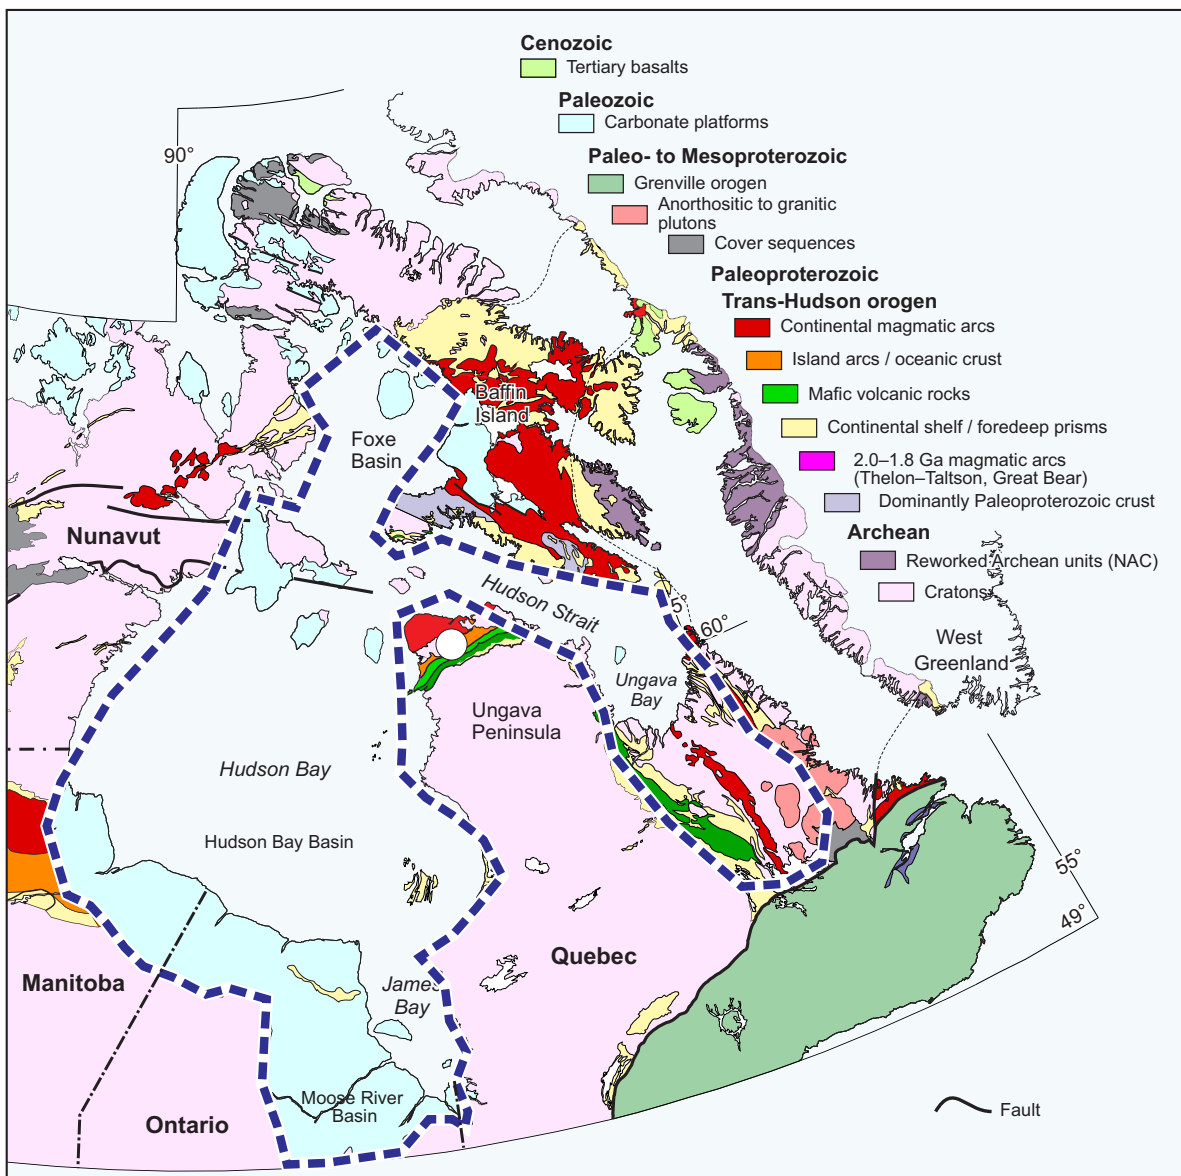 Cenozoic
Tertiary basalts
Paleozoic
Carbonate platforms
Paleo- to Mesoproterozoic
Grenville orogen
Anorthositic to granitic
plutons
Cover sequences
Paleoproterozoic
Trans-Hudson orogen
Continental magmatic arcs
Island arcs / oceanic crust
Mafic volcanic rocks
Continental shelf / foredeep prisms
2.0–1.8 Ga magmatic arcs
(Thelon–Taltson, Great Bear)
Dominantly Paleoproterozoic crust
Archean
Reworked Archean units (NAC)
Cratons
90°
Baffin
Island
Foxe
Basin
Nunavut
Hudson Strait
5°
60°
West
Greenland
Ungava
Bay
Ungava
Peninsula
Hudson Bay
Hudson Bay Basin
55°
49°
Quebec
Manitoba
James
Bay
Moose River
Basin
Ontario
Fault